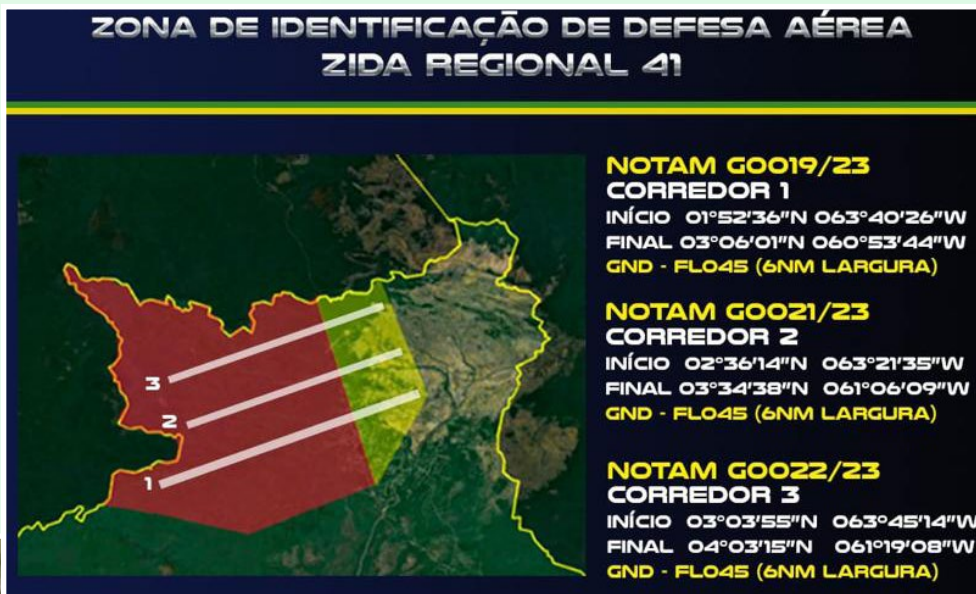 ZONA DE IDENTIFICAÇÃO DE DEFESA AÉREA
ZIDA REGIONAL 41
NOTAM G0019/23
CORREDOR 1
INÍCIO 01°52'36"N 063°40'26"W
FINAL 03°06'01"N 060°53'44"W
GND - FL045 (6NM LARGURA)
NOTAM G0021/23
CORREDOR 2
INÍCIO 02°36'14"N 063°21'35"W
FINAL 03°34'38"N 061°06'09"W
GND - FL045 (6NM LARGURA)
NOTAM G0022/23
CORREDOR 3
INÍCIO 03°03'55"N 063°45'14"W
FINAL 04°03'15"N 061°19'08"W
GND - FL045 (6NM LARGURA)
3
2
1